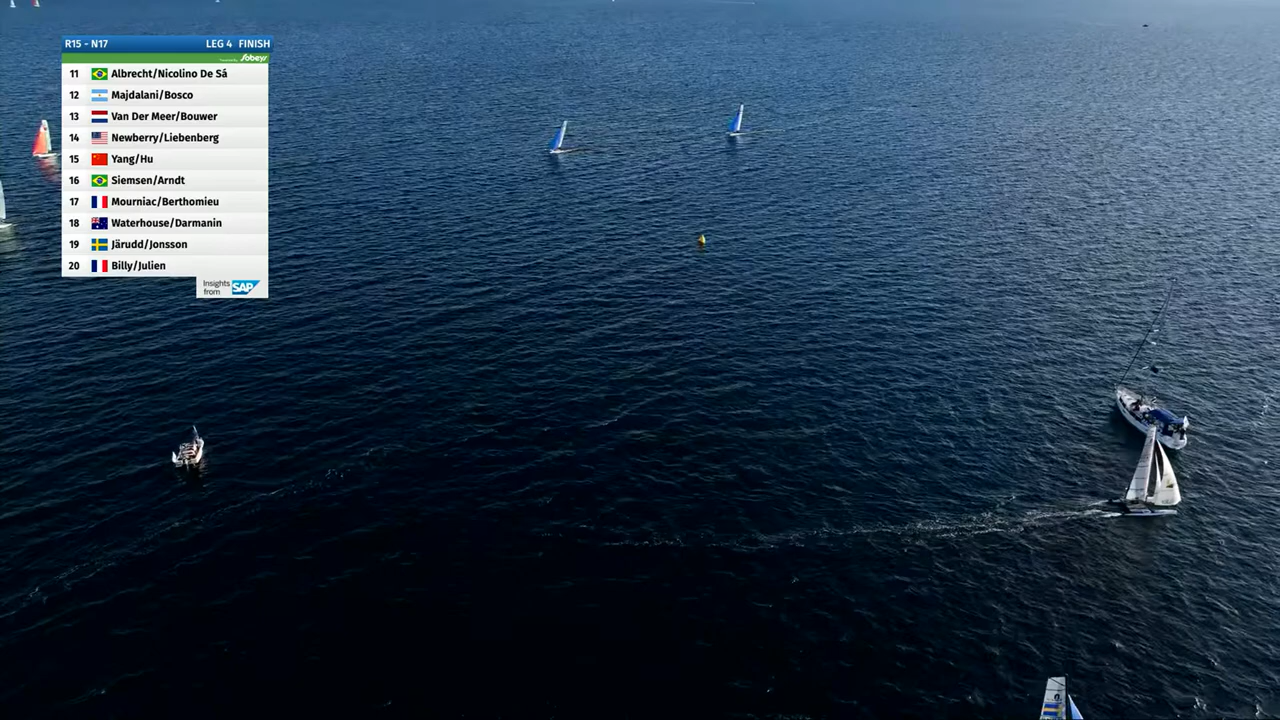 R15 - N17 LEG 4 FINISH
Sobeys
11 Albrecht/Nicolino De Sá
12 Majdalani/Bosco
13 Van Der Meer/Bouwer
14 Newberry/Liebenberg
15 Yang/Hu
16 Siemsen/Arndt
17 Mourniac/Berthomieu
18 Waterhouse/Darmanin
19 Järudd/Jonsson
20 Billy/Julien
Insights
from SAP